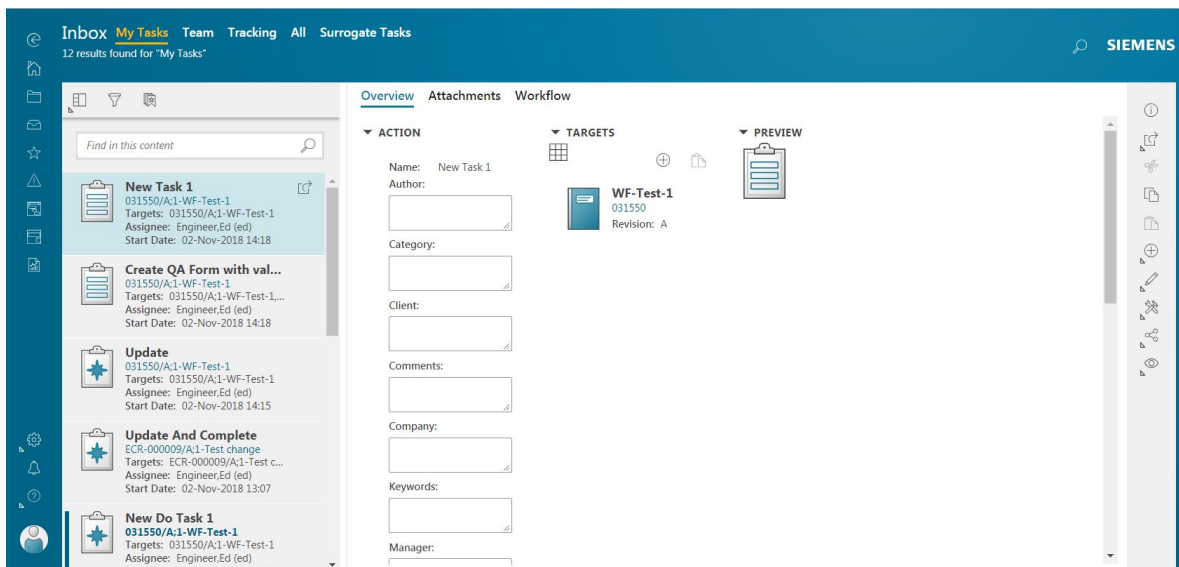 Inbox My Tasks Team Tracking All Surrogate Tasks
12 results found for "My Tasks"
SIEMENS
Find in this content
New Task 1
031550/A;1-WF-Test-1
Targets: 031550/A;1-WF-Test-1
Assignee: Engineer,Ed (ed)
Start Date: 02-Nov-2018 14:18
Create QA Form with val...
031550/A;1-WF-Test-1
Targets: 031550/A;1-WF-Test-1,...
Assignee: Engineer,Ed (ed)
Start Date: 02-Nov-2018 14:18
Update
031550/A;1-WF-Test-1
Targets: 031550/A;1-WF-Test-1
Assignee: Engineer,Ed (ed)
Start Date: 02-Nov-2018 14:15
Update And Complete
ECR-000009/A;1-Test change
Targets: ECR-000009/A;1-Test c...
Assignee: Engineer,Ed (ed)
Start Date: 02-Nov-2018 13:07
New Do Task 1
031550/A;1-WF-Test-1
Targets: 031550/A;1-WF-Test-1
Assignee: Engineer,Ed (ed)
Overview Attachments Workflow
ACTION
Name: New Task 1
Author:
Category:
Client:
Comments:
Company:
Keywords:
Manager:
TARGETS
WF-Test-1
031550
Revision: A
PREVIEW